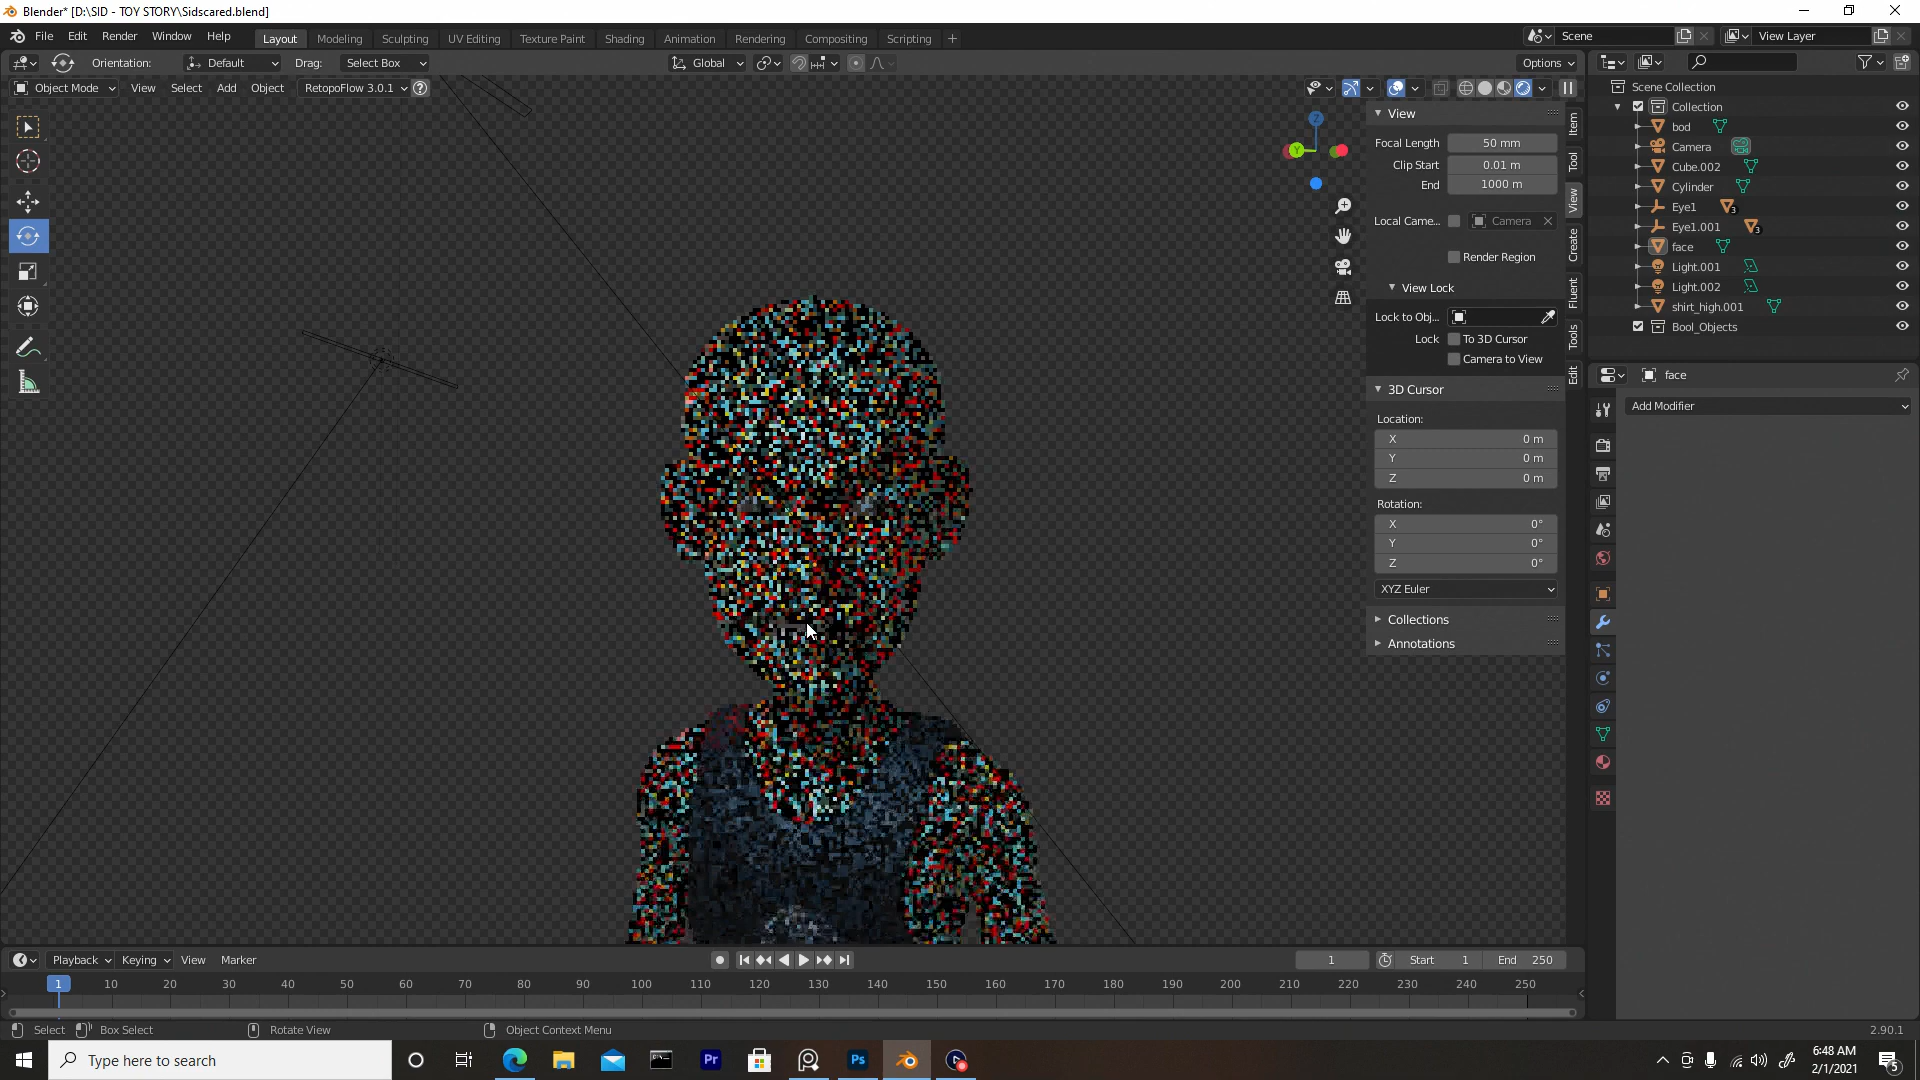 Blender* [D:\SID - TOY STORY\Sidscared.blend]
File Edit Render Window Help Layout Modeling Sculpting UV Editing Texture Paint Shading Animation Rendering Compositing Scripting + Scene View Layer
Orientation: Default Drag: Select Box Global Options
Object Mode View Select Add Object RetopoFlow 3.0.1
Scene Collection
Collection
bod
Camera
Cube.002
Cylinder
Eye1 3
Eye1.001 3
face
Light.001
Light.002
shirt_high.001
Bool_Objects
Z
Y
View
Focal Length 50 mm
Clip Start 0.01 m
End 1000 m
Local Came... Camera
Render Region
View Lock
Lock to Obj...
Lock To 3D Cursor
Camera to View
3D Cursor
Location:
X 0 m
Y 0 m
Z 0 m
Rotation:
X 0°
Y 0°
Z 0°
XYZ Euler
Collections
Annotations
Item
Tool
View
Create
Fluent
Tools
Edit
face
Add Modifier
Playback Keying View Marker 1 Start 1 End 250
1 10 20 30 40 50 60 70 80 90 100 110 120 130 140 150 160 170 180 190 200 210 220 230 240 250
Select Box Select Rotate View Object Context Menu 2.90.1
Type here to search
Pr
Ps
6:48 AM
2/1/2021
5